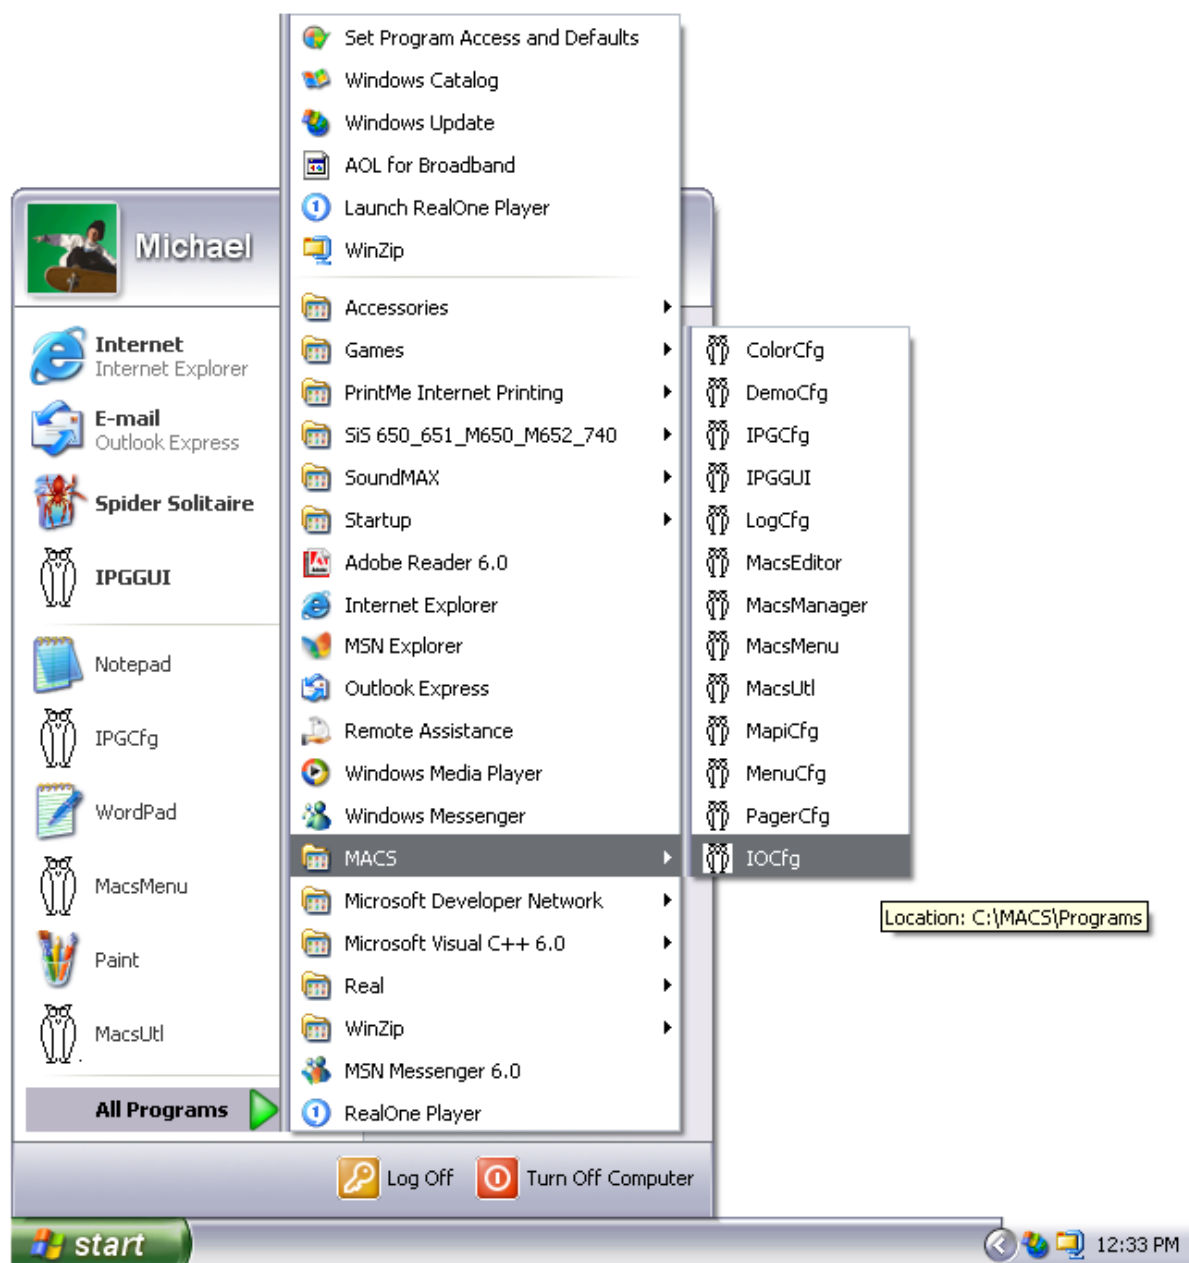 Michael
Internet
Internet Explorer
E-mail
Outlook Express
Spider Solitaire
IPGGUI
Notepad
IPGCfg
WordPad
MacsMenu
Paint
MacsUtl
All Programs
Set Program Access and Defaults
Windows Catalog
Windows Update
AOL for Broadband
Launch RealOne Player
WinZip
Accessories
Games
PrintMe Internet Printing
SiS 650_651_M650_M652_740
SoundMAX
Startup
Adobe Reader 6.0
Internet Explorer
MSN Explorer
Outlook Express
Remote Assistance
Windows Media Player
Windows Messenger
MACS
Microsoft Developer Network
Microsoft Visual C++ 6.0
Real
WinZip
MSN Messenger 6.0
RealOne Player
ColorCfg
DemoCfg
IPGCfg
IPGGUI
LogCfg
MacsEditor
MacsManager
MacsMenu
MacsUtl
MapiCfg
MenuCfg
PagerCfg
IOCfg
Location: C:\MACS\Programs
Log Off
Turn Off Computer
start
12:33 PM